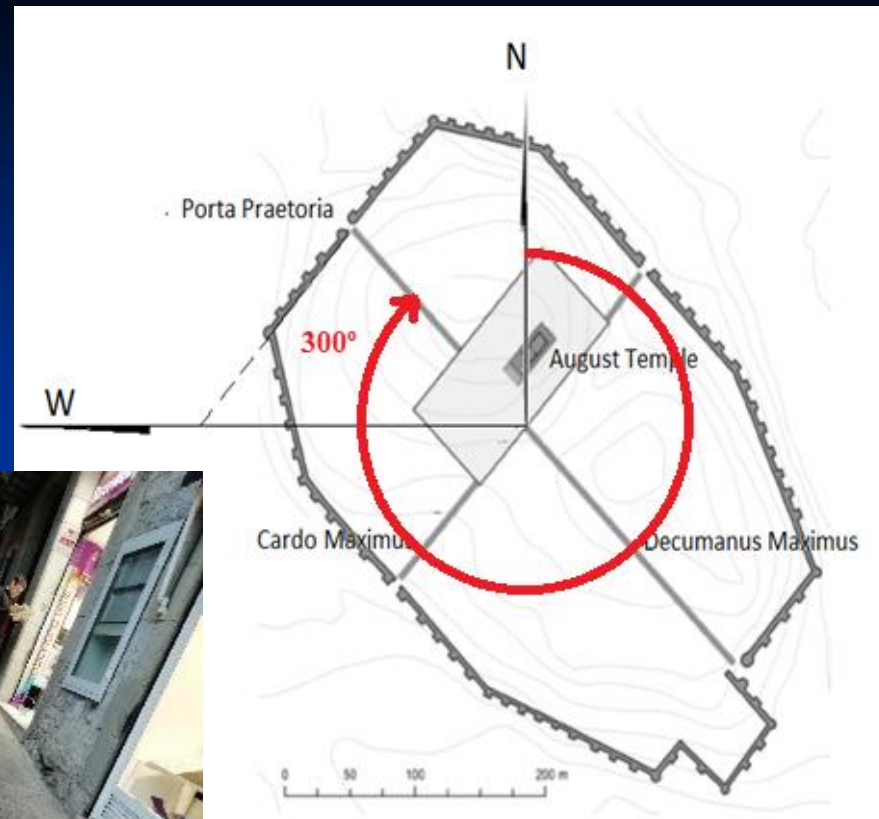 N
Porta Praetoria
300º
August Temple
W
Cardo Maximus
Decumanus Maximus
0 50 100 200 m